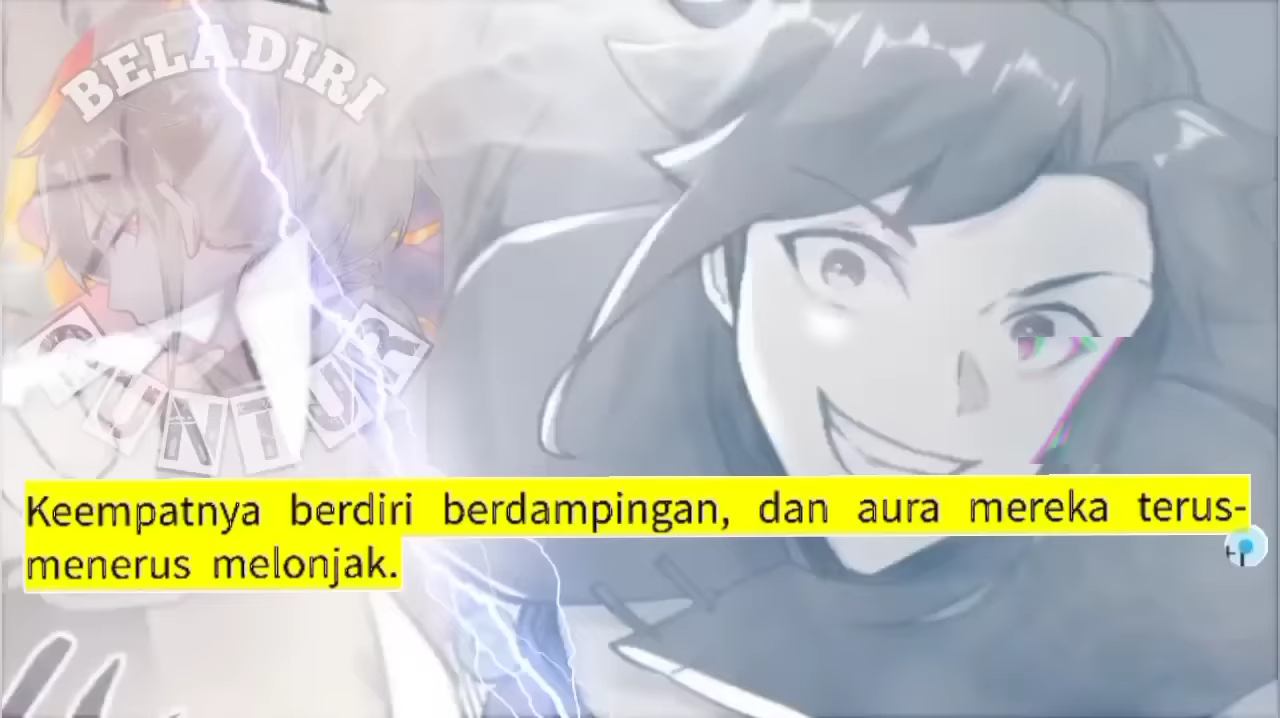 BELADIRI
GUNTUR
Keempatnya berdiri berdampingan, dan aura mereka terus-
menerus melonjak.